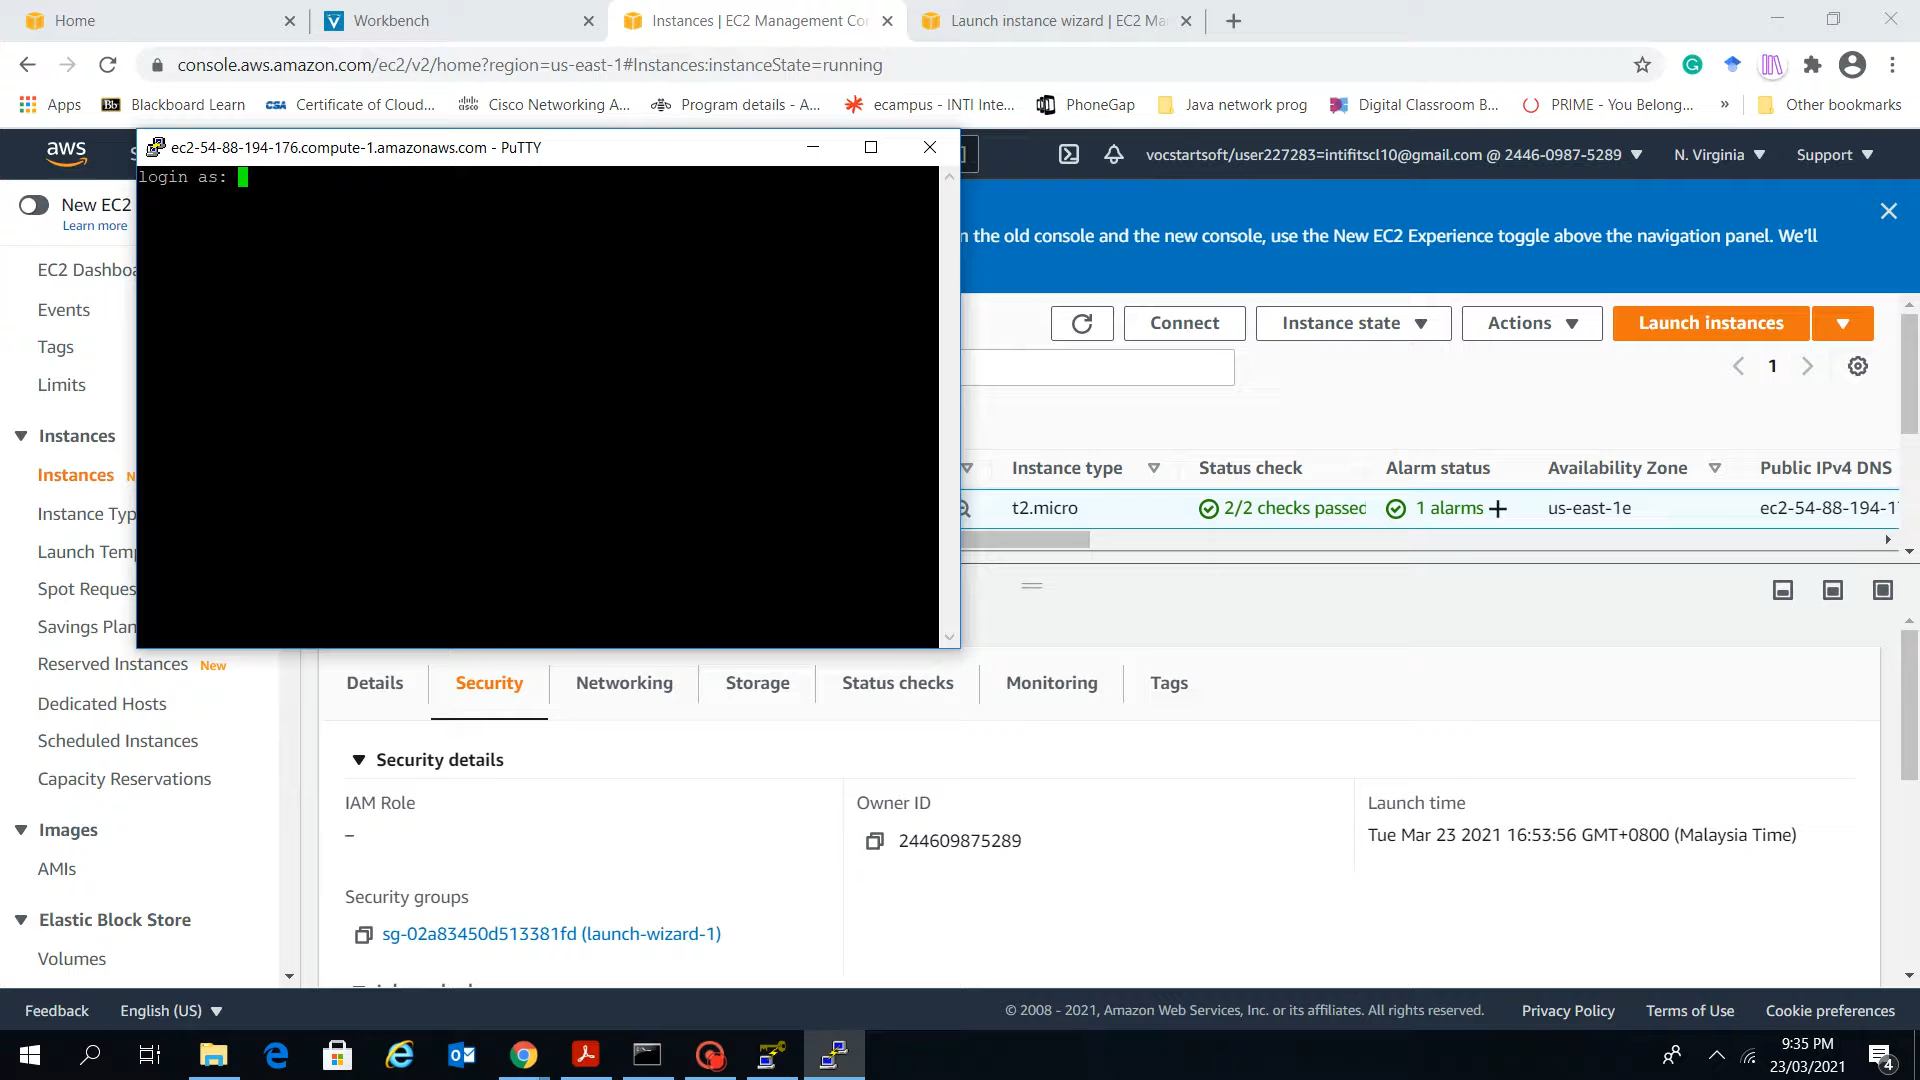 Home
Workbench
Instances | EC2 Management Co
Launch instance wizard | EC2 Ma
console.aws.amazon.com/ec2/v2/home?region=us-east-1#Instances:instanceState=running
Apps
Bb
Blackboard Learn
CSA
Certificate of Cloud...
Cisco Networking A...
Program details - A...
ecampus - INTI Inte...
PhoneGap
Java network prog
Digital Classroom B...
PRIME - You Belong...
»
Other bookmarks
aws
ec2-54-88-194-176.compute-1.amazonaws.com - PuTTY
vocstartsoft/user227283=intifitscl10@gmail.com @ 2446-0987-5289
N. Virginia
Support
login as:
New EC2
Learn more
the old console and the new console, use the New EC2 Experience toggle above the navigation panel. We'll
EC2 Dashboa
Events
Tags
Limits
Connect
Instance state
Actions
Launch instances
1
Instances
Instances
Instance Typ
Launch Temp
Spot Reques
Savings Plan
Reserved Instances New
Dedicated Hosts
Scheduled Instances
Capacity Reservations
Images
AMIs
Elastic Block Store
Volumes
Instance type
Status check
Alarm status
Availability Zone
Public IPv4 DNS
t2.micro
2/2 checks passed
1 alarms
us-east-1e
ec2-54-88-194-1
Details
Security
Networking
Storage
Status checks
Monitoring
Tags
Security details
IAM Role
–
Owner ID
244609875289
Launch time
Tue Mar 23 2021 16:53:56 GMT+0800 (Malaysia Time)
Security groups
sg-02a83450d513381fd (launch-wizard-1)
Feedback
English (US)
© 2008 - 2021, Amazon Web Services, Inc. or its affiliates. All rights reserved.
Privacy Policy
Terms of Use
Cookie preferences
9:35 PM
23/03/2021
4